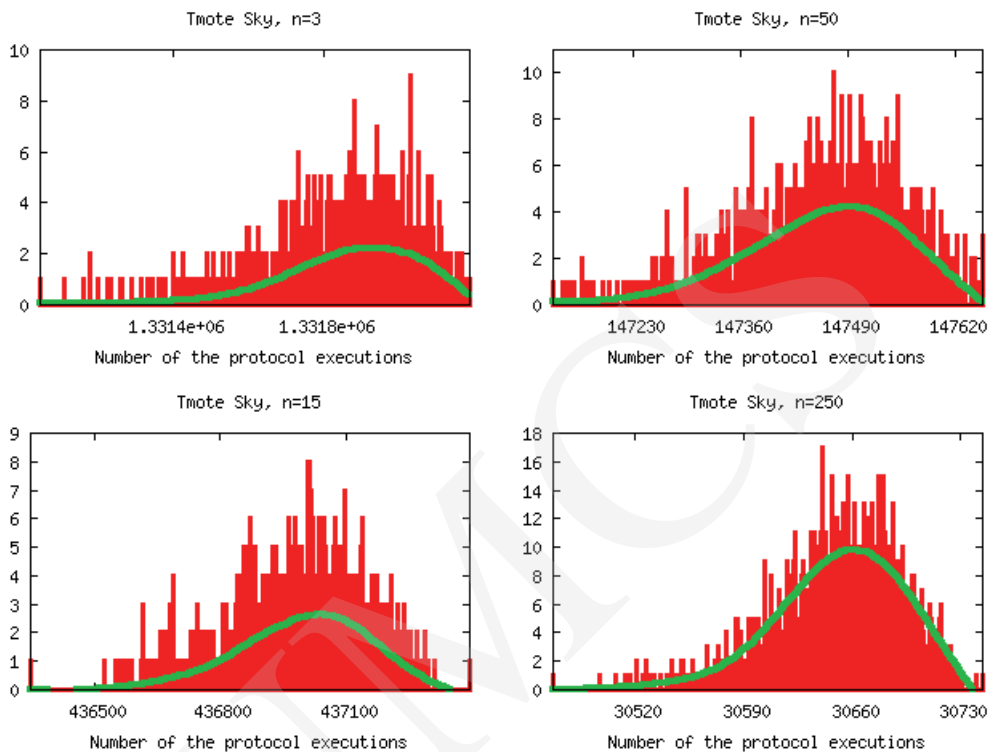 Tmote Sky, n=3
10
8
6
4
2
0
1.3314e+06 1.3318e+06
Number of the protocol executions
Tmote Sky, n=50
10
8
6
4
2
0
147230 147360 147490 147620
Number of the protocol executions
Tmote Sky, n=15
9
8
7
6
5
4
3
2
1
0
436500 436800 437100
Number of the protocol executions
Tmote Sky, n=250
18
16
14
12
10
8
6
4
2
0
30520 30590 30660 30730
Number of the protocol executions
MCS